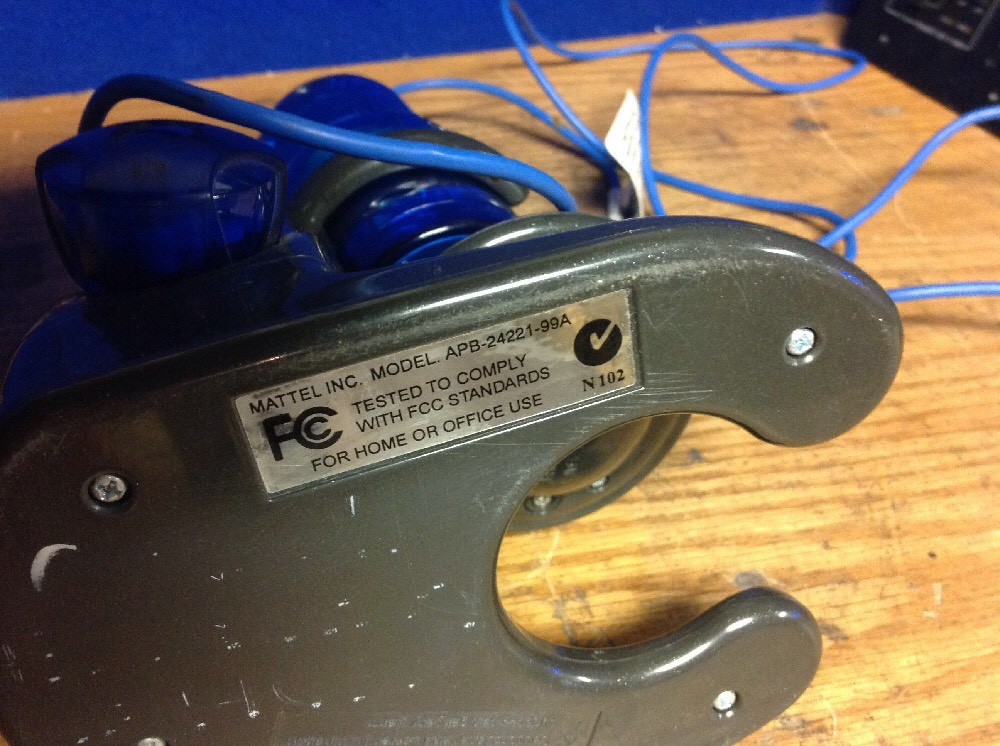 MATTEL INC. MODEL. APB-24221-99A
FC TESTED TO COMPLY
WITH FCC STANDARDS
FOR HOME OR OFFICE USE
N102